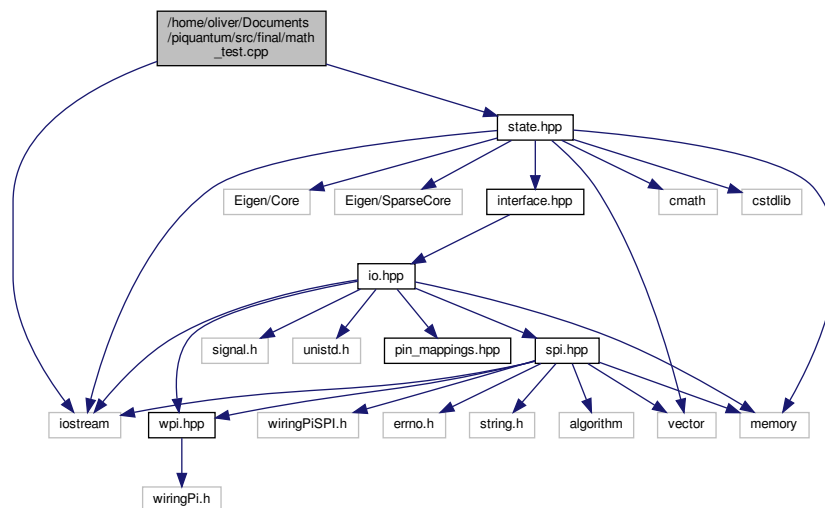 /home/oliver/Documents
/piquantum/src/final/math
_test.cpp
state.hpp
Eigen/Core
Eigen/SparseCore
interface.hpp
cmath
cstdlib
io.hpp
signal.h
unistd.h
pin_mappings.hpp
spi.hpp
iostream
wpi.hpp
wiringPiSPI.h
errno.h
string.h
algorithm
vector
memory
wiringPi.h